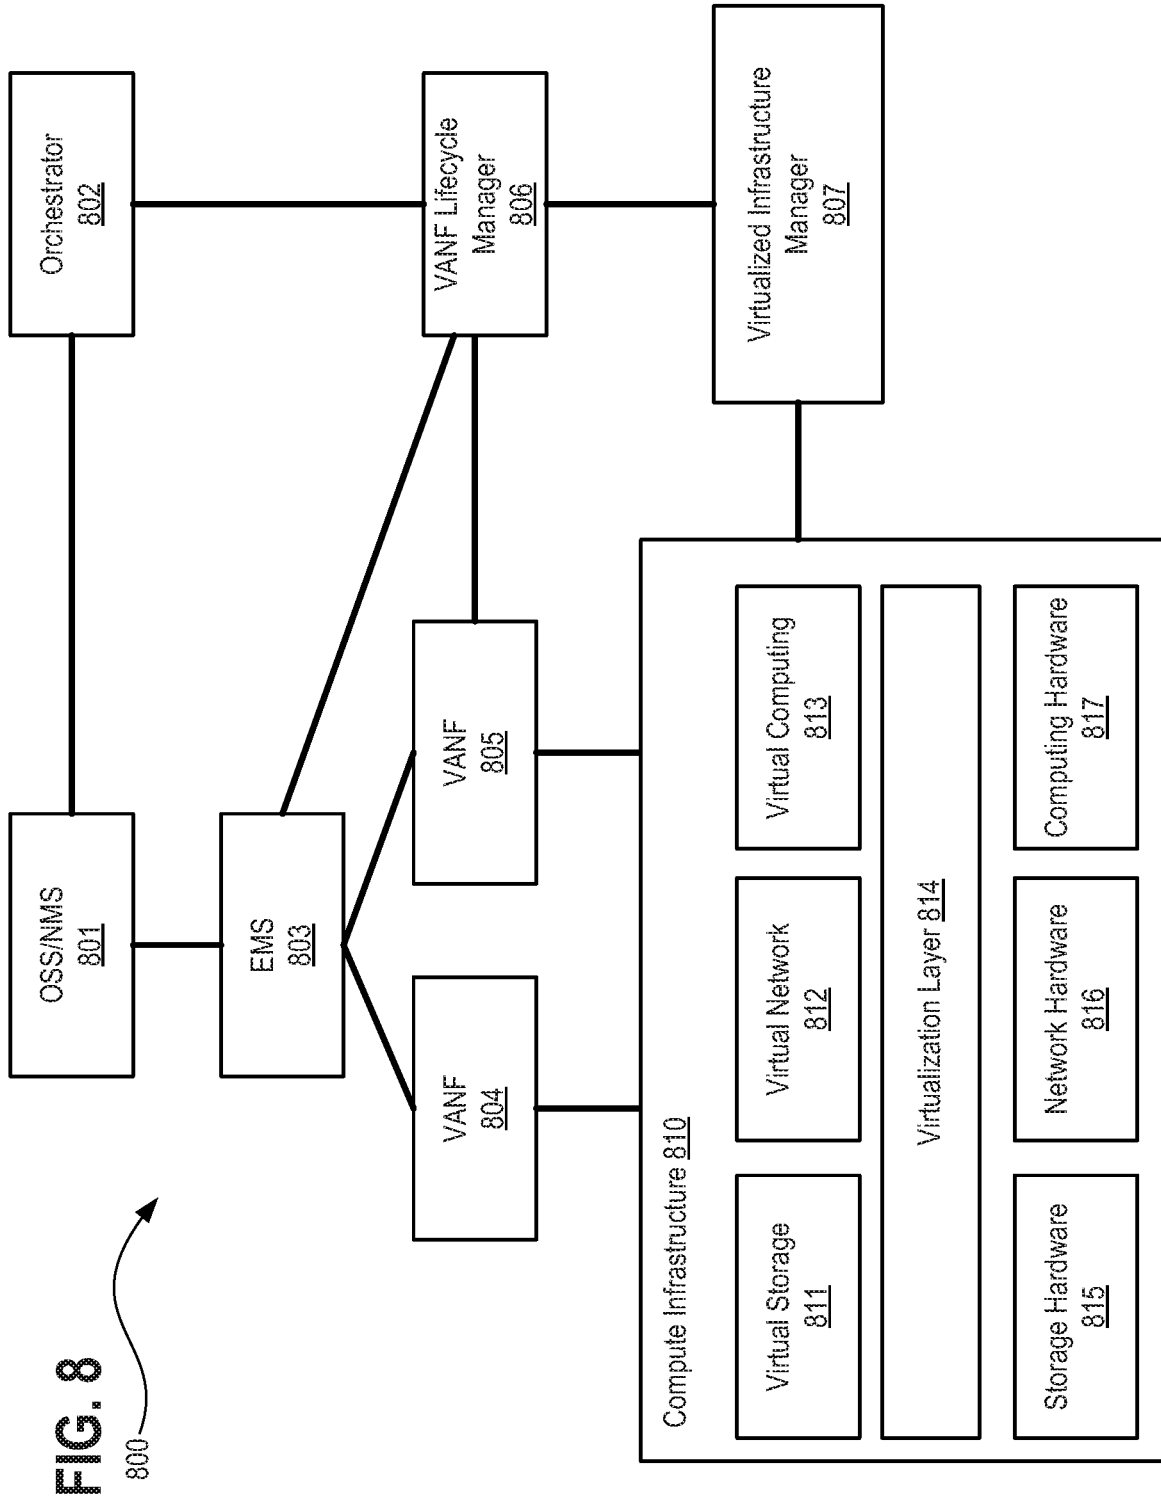 FIG. 8
800
OSS/NMS
801
Orchestrator
802
EMS
803
VANF
804
VANF
805
VANF Lifecycle
Manager
806
Virtualized Infrastructure
Manager
807
Compute Infrastructure 810
Virtual Storage
811
Virtual Network
812
Virtual Computing
813
Virtualization Layer 814
Storage Hardware
815
Network Hardware
816
Computing Hardware
817